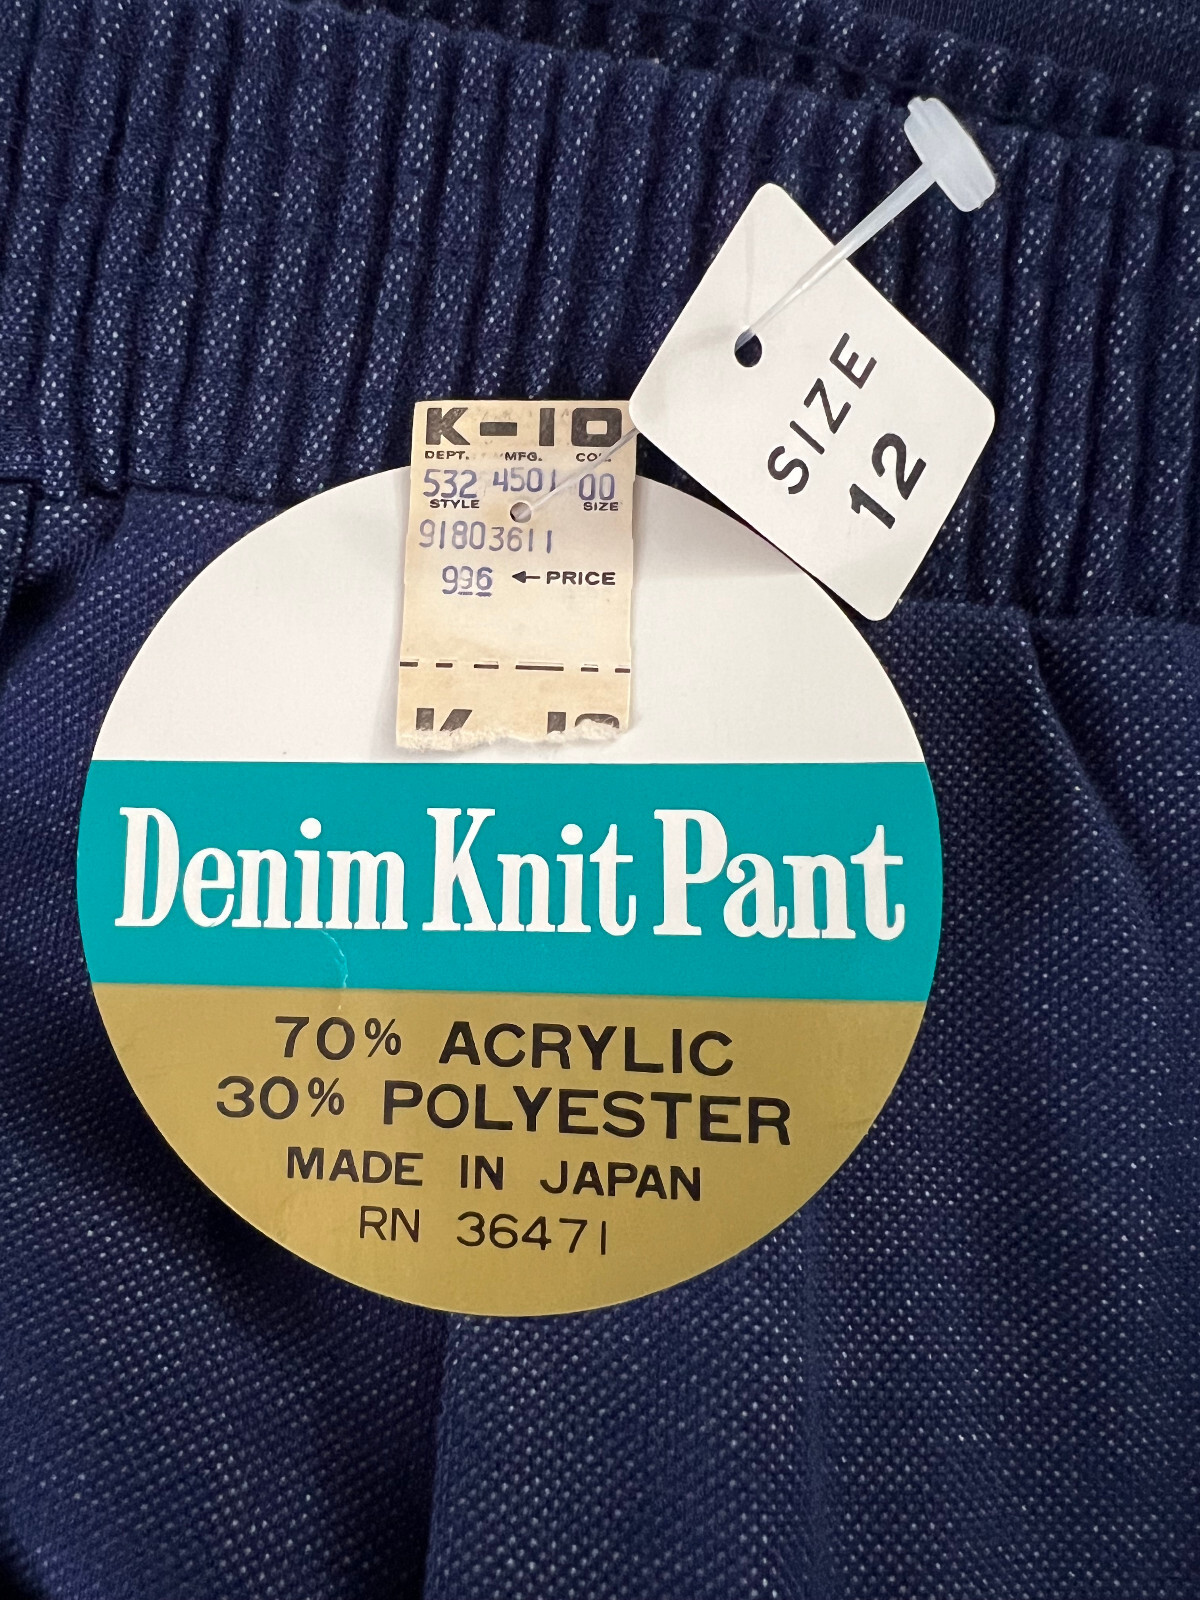 SIZE
12
K-10
DEPT. MFG. COL.
532 4501 00
STYLE SIZE
91803611
996 ← PRICE
K-10
Denim Knit Pant
70% ACRYLIC
30% POLYESTER
MADE IN JAPAN
RN 36471